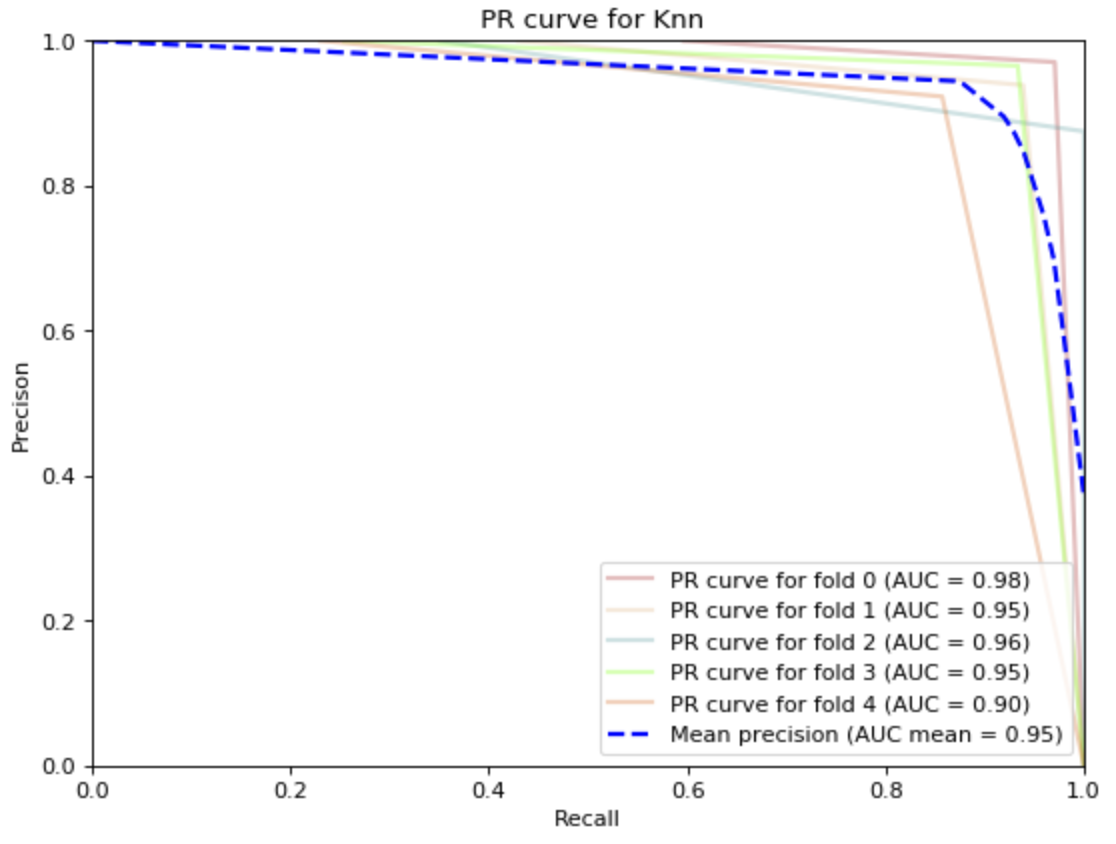 PR curve for Knn
1.0
0.8
0.6
0.4
0.2
0.0
Precison
PR curve for fold 0 (AUC = 0.98)
PR curve for fold 1 (AUC = 0.95)
PR curve for fold 2 (AUC = 0.96)
PR curve for fold 3 (AUC = 0.95)
PR curve for fold 4 (AUC = 0.90)
Mean precision (AUC mean = 0.95)
0.0 0.2 0.4 0.6 0.8 1.0
Recall